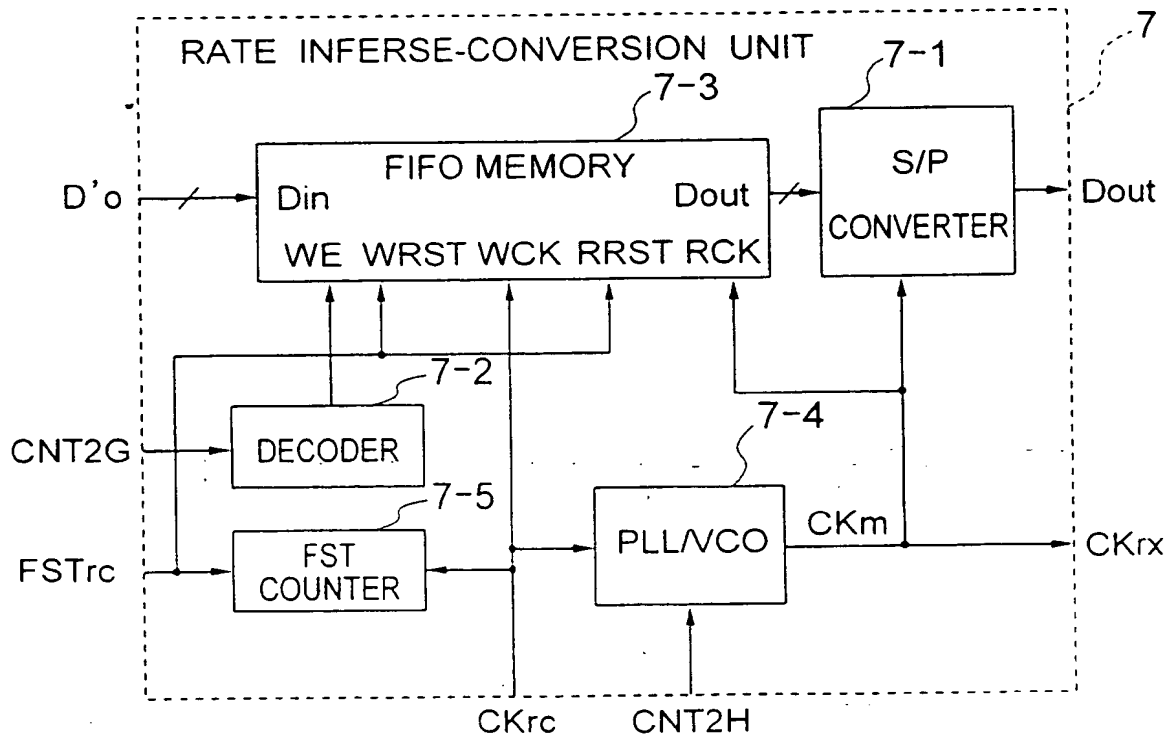 RATE INFERSE-CONVERSION UNIT
7
7-3
7-1
FIFO MEMORY
Din
Dout
WE WRST WCK RRST RCK
S/P
CONVERTER
D'o
Dout
7-2
DECODER
CNT2G
7-4
PLL/VCO
CKm
7-5
FST
COUNTER
FSTrc
CKrx
CKrc
CNT2H